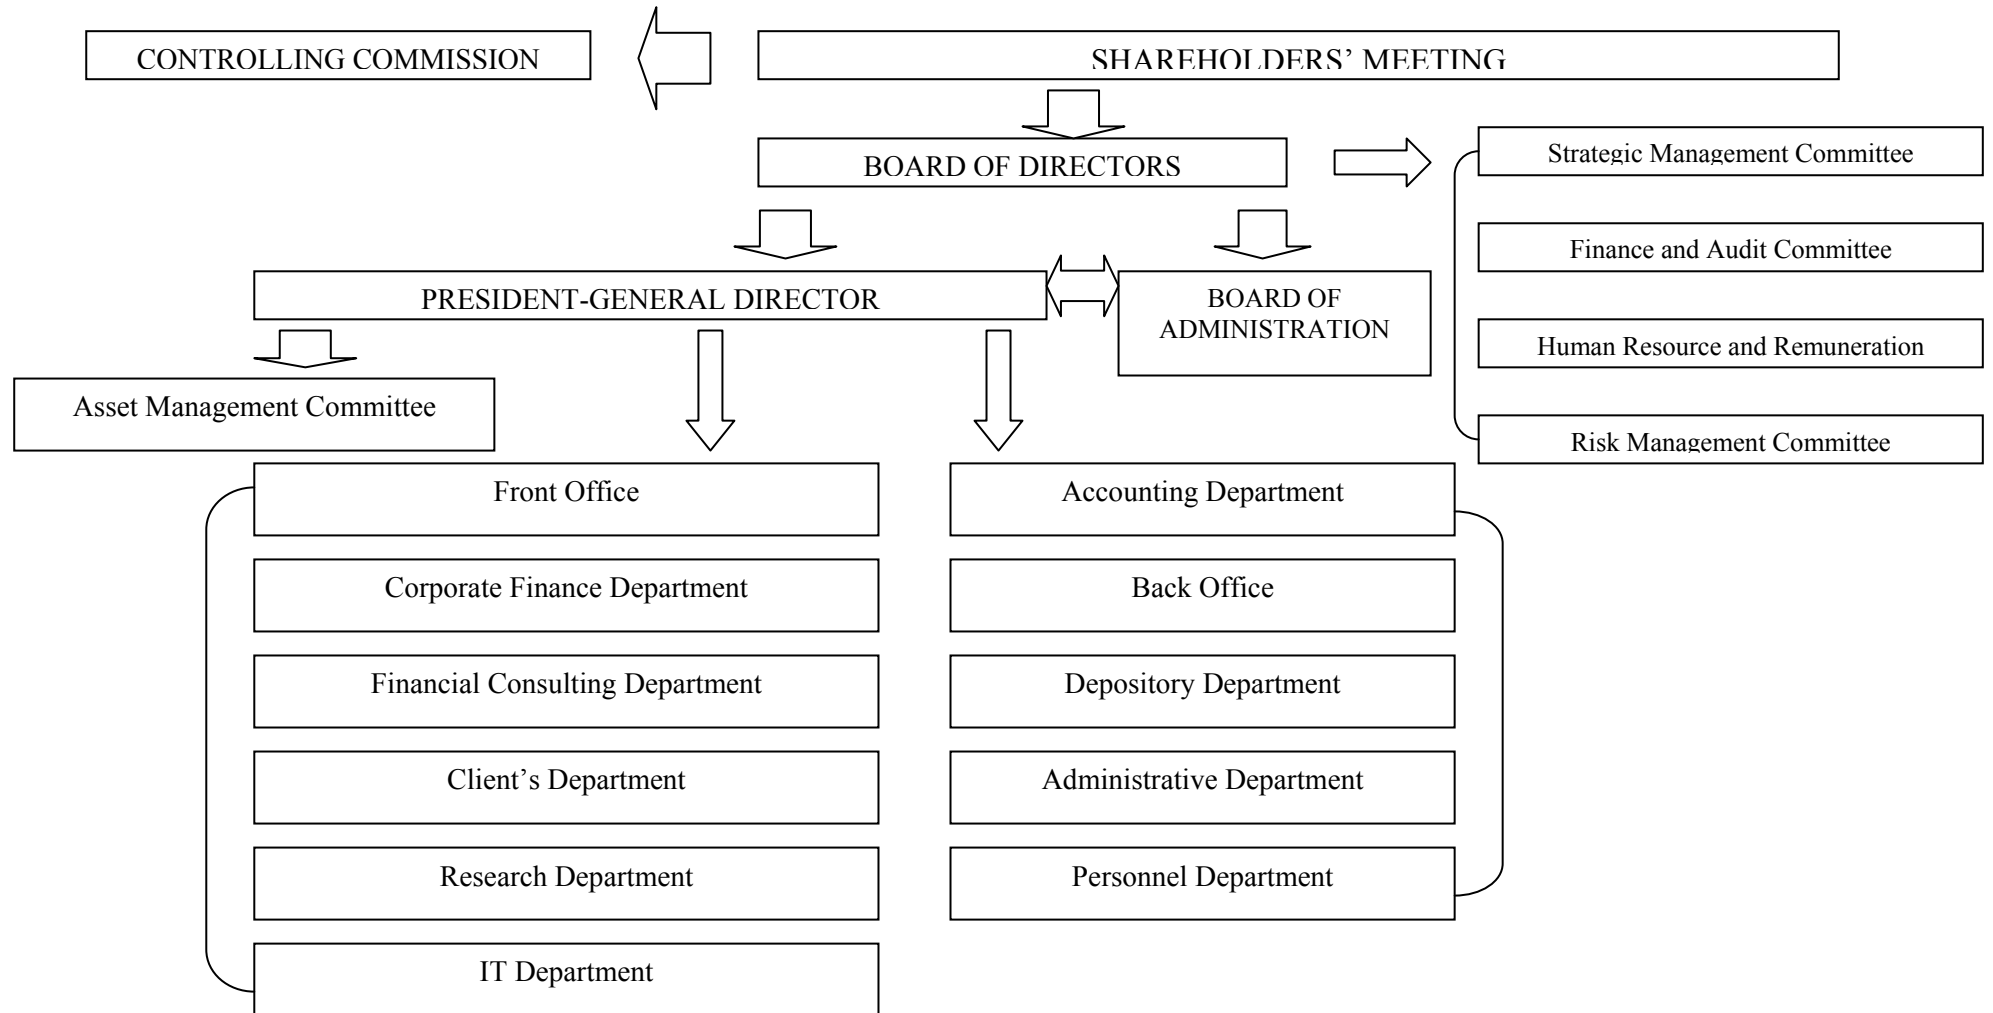 CONTROLLING COMMISSION
SHAREHOLDERS’ MEETING
BOARD OF DIRECTORS
Strategic Management Committee
Finance and Audit Committee
Human Resource and Remuneration
Risk Management Committee
PRESIDENT-GENERAL DIRECTOR
BOARD OF
ADMINISTRATION
Asset Management Committee
Front Office
Corporate Finance Department
Financial Consulting Department
Client’s Department
Research Department
IT Department
Accounting Department
Back Office
Depository Department
Administrative Department
Personnel Department